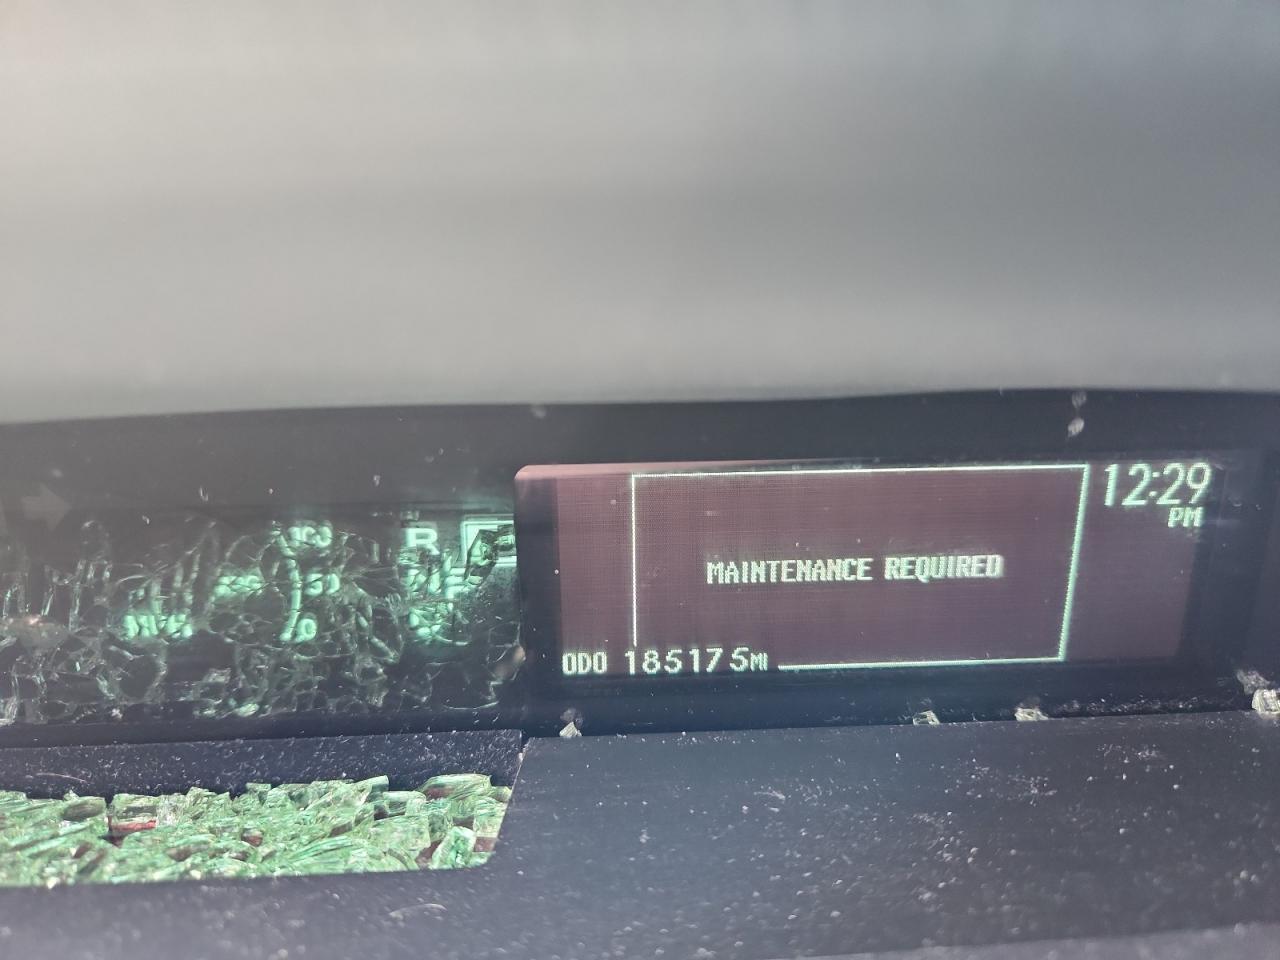 12:29
PM
R
MAINTENANCE REQUIRED
ODO 185175MI